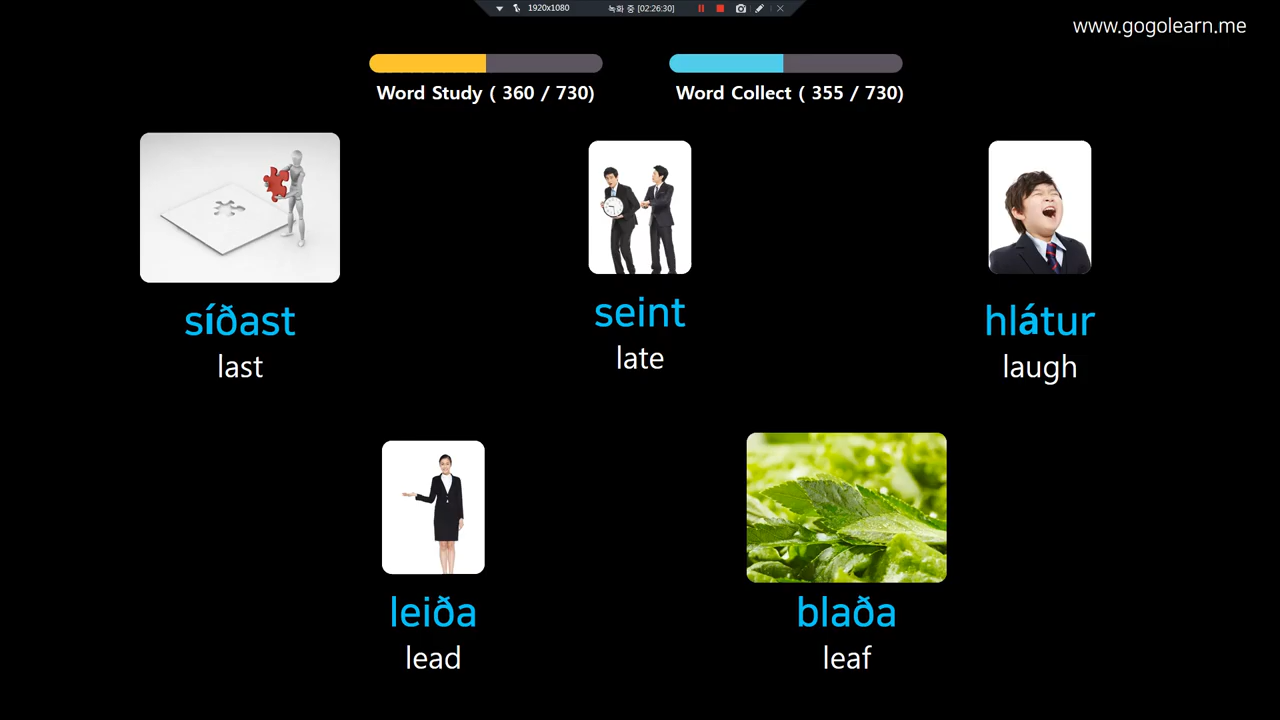 1920x1080 녹화 중 [02:26:30]
www.gogolearn.me
Word Study ( 360 / 730)
Word Collect ( 355 / 730)
síðast
last
seint
late
hlátur
laugh
leiða
lead
blaða
leaf